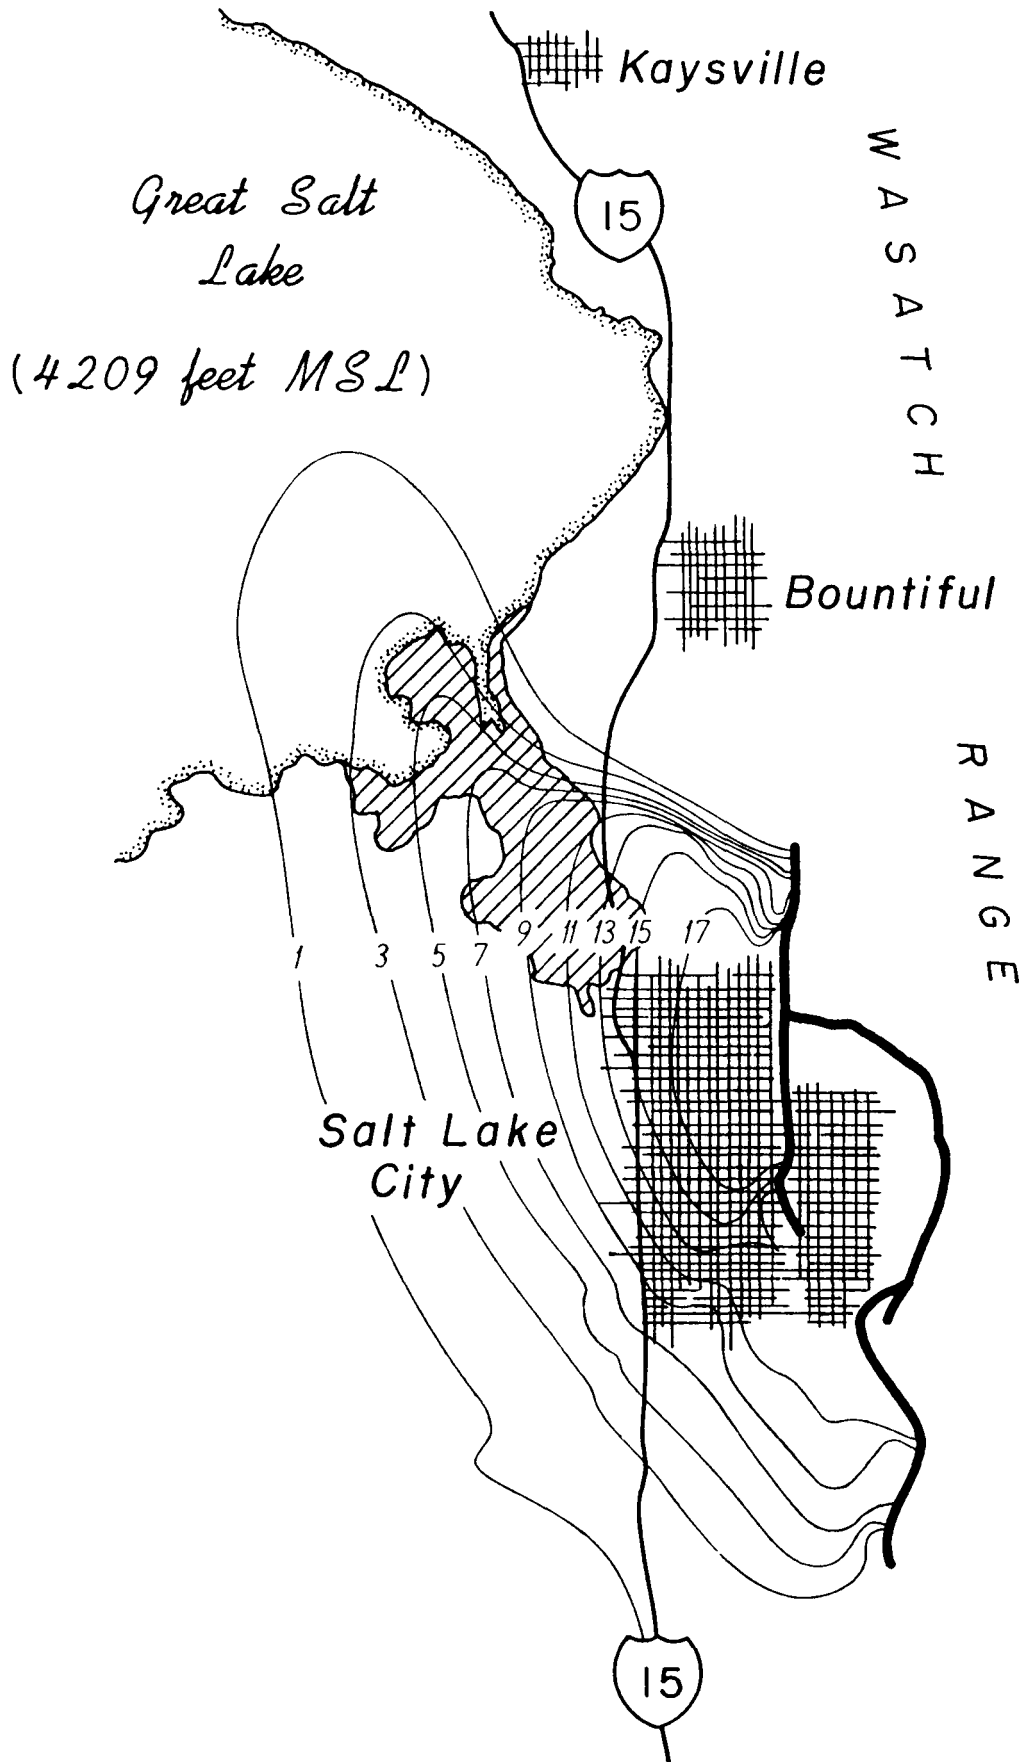 Kaysville
WASATCH
15
Great Salt
Lake
(4209 feet MSL)
Bountiful
RANGE
1 3 5 7 9 11 13 15 17
Salt Lake
City
15